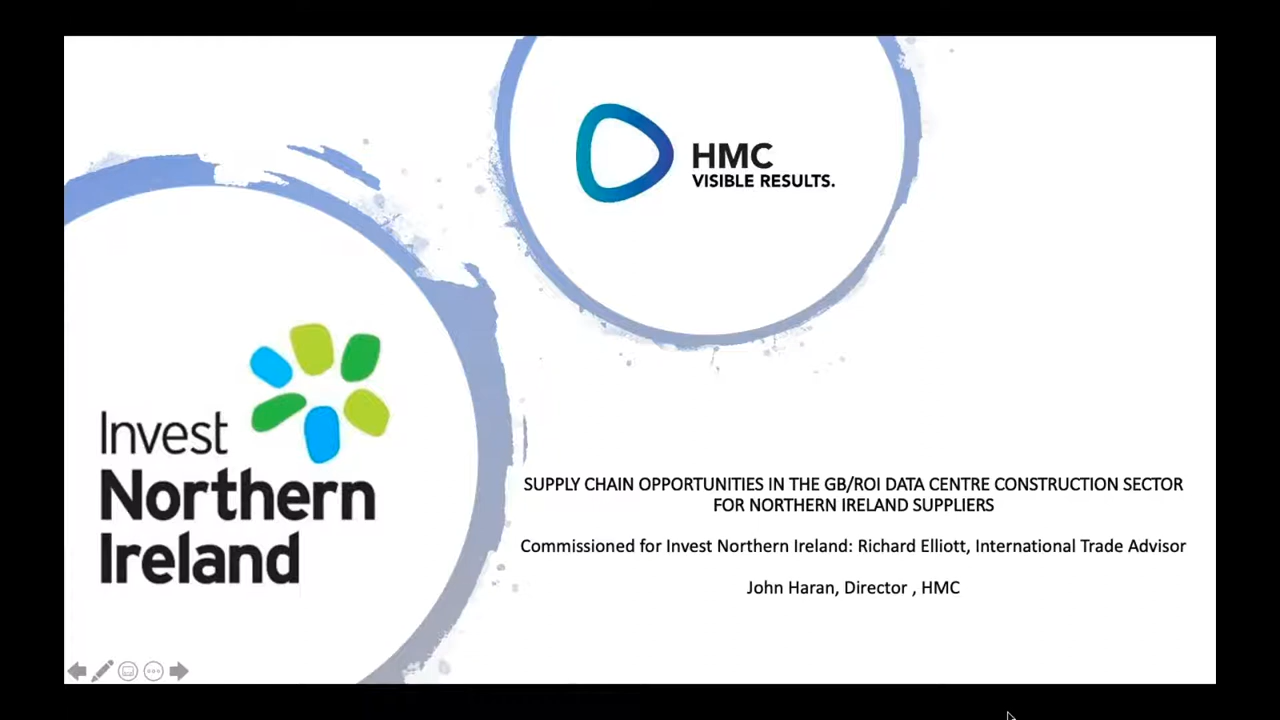 HMC
VISIBLE RESULTS.
Invest
Northern
Ireland
SUPPLY CHAIN OPPORTUNITIES IN THE GB/ROI DATA CENTRE CONSTRUCTION SECTOR
FOR NORTHERN IRELAND SUPPLIERS
Commissioned for Invest Northern Ireland: Richard Elliott, International Trade Advisor
John Haran, Director , HMC